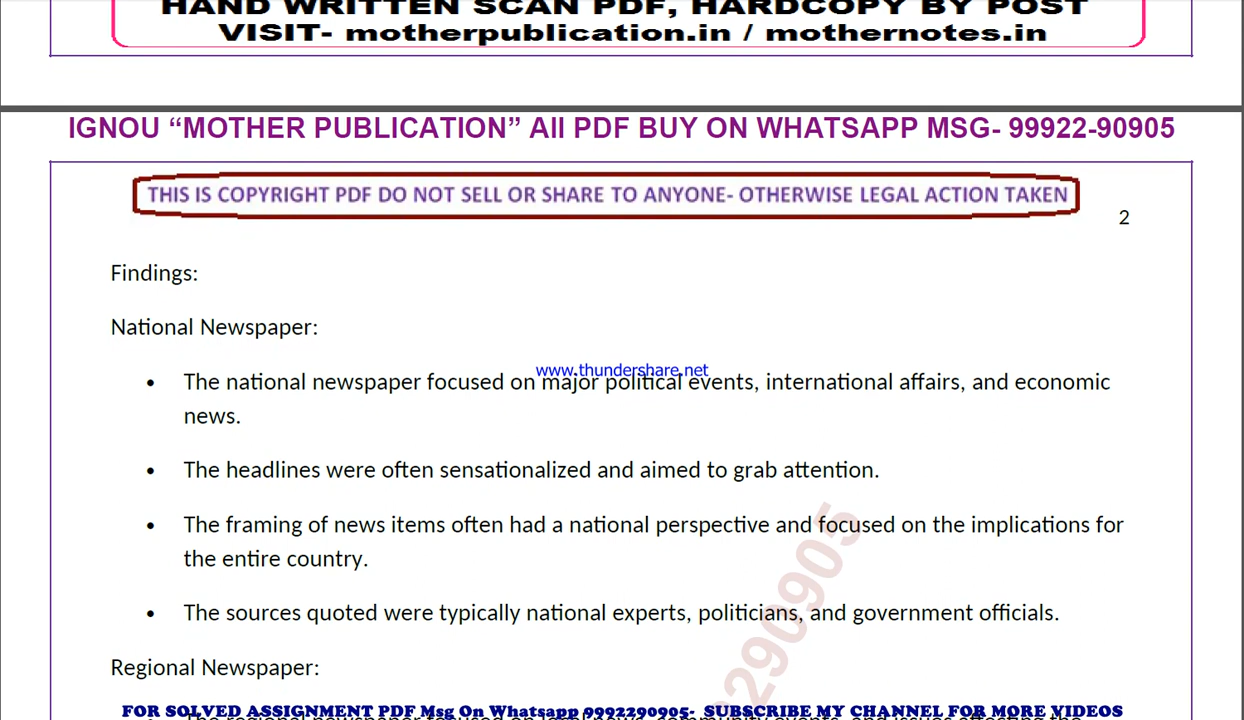 HAND WRITTEN SCAN PDF, HARDCOPY BY POST
VISIT- motherpublication.in / mothernotes.in
IGNOU “MOTHER PUBLICATION” All PDF BUY ON WHATSAPP MSG- 99922-90905
THIS IS COPYRIGHT PDF DO NOT SELL OR SHARE TO ANYONE- OTHERWISE LEGAL ACTION TAKEN
2
Findings:
National Newspaper:
www.thundershare.net
• The national newspaper focused on major political events, international affairs, and economic
news.
• The headlines were often sensationalized and aimed to grab attention.
• The framing of news items often had a national perspective and focused on the implications for
the entire country.
• The sources quoted were typically national experts, politicians, and government officials.
290905
Regional Newspaper:
FOR SOLVED ASSIGNMENT PDF Msg On Whatsapp 9992290905- SUBSCRIBE MY CHANNEL FOR MORE VIDEOS